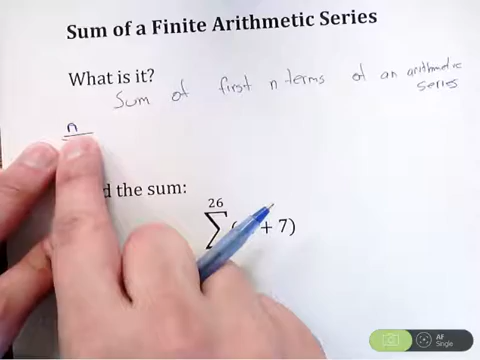 Sum of a Finite Arithmetic Series
What is it?
Sum of first n terms of an arithmetic series
n
the sum:
26
∑ + 7)
AF
Single